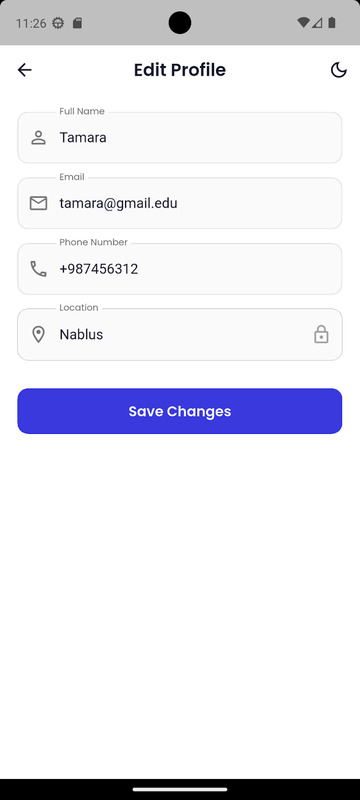 11:26
Edit Profile
Full Name
Tamara
Email
tamara@gmail.edu
Phone Number
+987456312
Location
Nablus
Save Changes